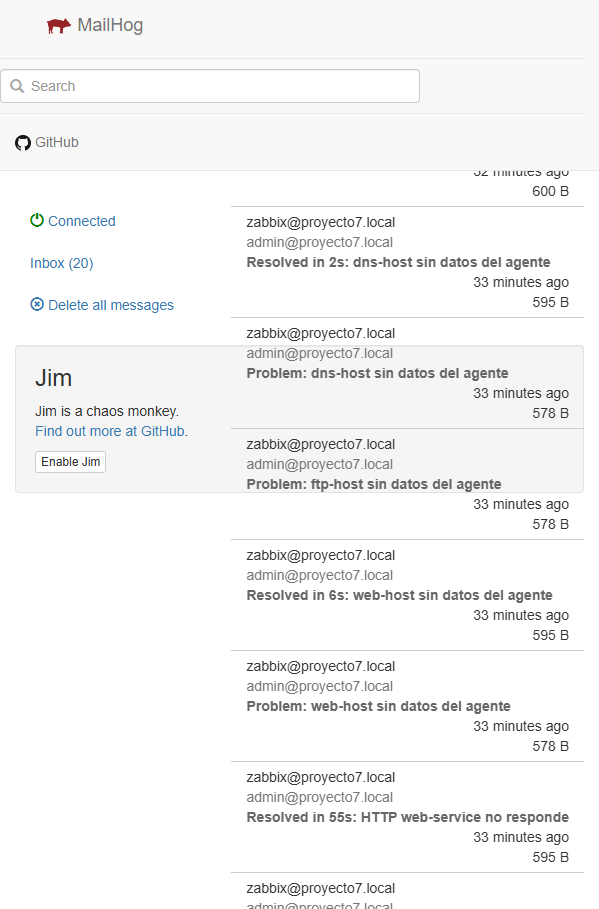 MailHog
Search
GitHub
Connected
Inbox (20)
Delete all messages
Jim
Jim is a chaos monkey.
Find out more at GitHub.
Enable Jim
32 minutes ago
600 B
zabbix@proyecto7.local
admin@proyecto7.local
Resolved in 2s: dns-host sin datos del agente
33 minutes ago
595 B
zabbix@proyecto7.local
admin@proyecto7.local
Problem: dns-host sin datos del agente
33 minutes ago
578 B
zabbix@proyecto7.local
admin@proyecto7.local
Problem: ftp-host sin datos del agente
33 minutes ago
578 B
zabbix@proyecto7.local
admin@proyecto7.local
Resolved in 6s: web-host sin datos del agente
33 minutes ago
595 B
zabbix@proyecto7.local
admin@proyecto7.local
Problem: web-host sin datos del agente
33 minutes ago
578 B
zabbix@proyecto7.local
admin@proyecto7.local
Resolved in 55s: HTTP web-service no responde
33 minutes ago
595 B
zabbix@proyecto7.local
admin@proyecto7.local